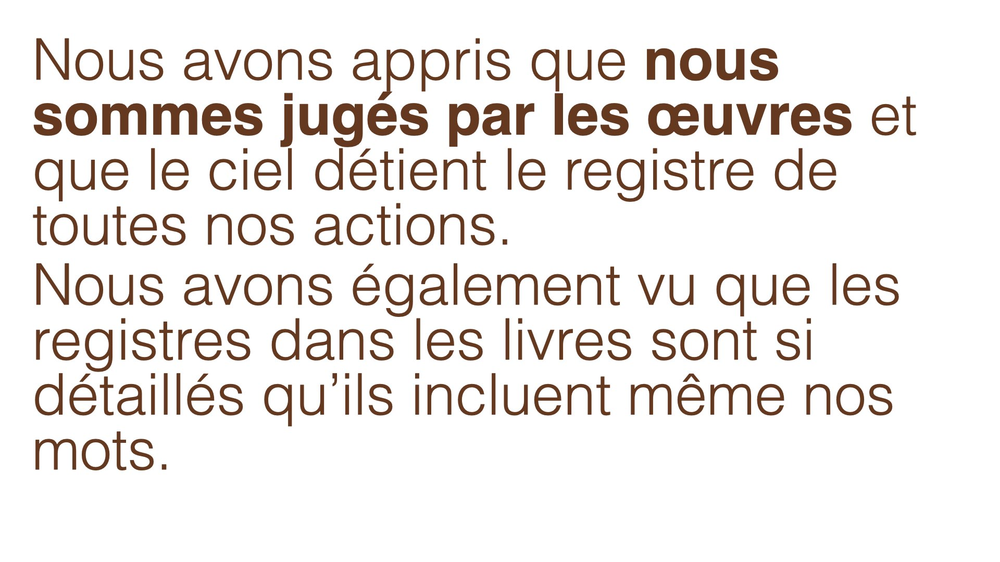 Nous avons appris que nous
sommes jugés par les œuvres et
que le ciel détient le registre de
toutes nos actions.
Nous avons également vu que les
registres dans les livres sont si
détaillés qu’ils incluent même nos
mots.